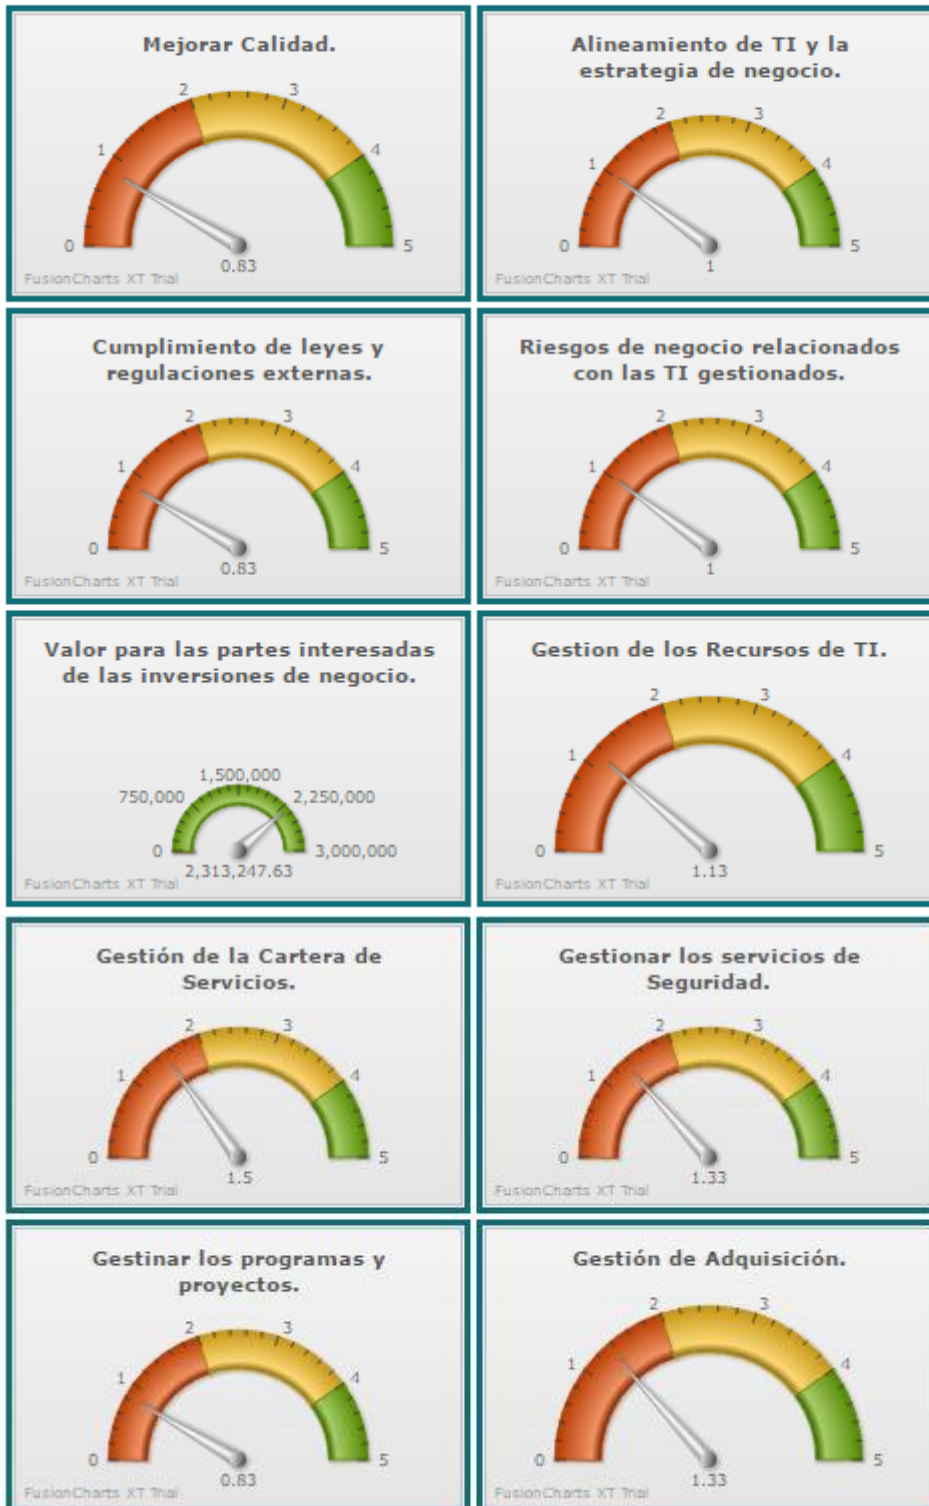 Mejorar Calidad.
2
3
1
4
0
5
0.83
FusionCharts XT Trial
Alineamiento de TI y la
estrategia de negocio.
2
3
1
4
0
5
1
FusionCharts XT Trial
Cumplimiento de leyes y
regulaciones externas.
2
3
1
4
0
5
0.83
FusionCharts XT Trial
Riesgos de negocio relacionados
con las TI gestionados.
2
3
1
4
0
5
1
FusionCharts XT Trial
Valor para las partes interesadas
de las inversiones de negocio.
1,500,000
750,000
2,250,000
0
3,000,000
2,313,247.63
FusionCharts XT Trial
Gestion de los Recursos de TI.
2
3
1
4
0
5
1.13
FusionCharts XT Trial
Gestión de la Cartera de
Servicios.
2
3
1
4
0
5
1.5
FusionCharts XT Trial
Gestionar los servicios de
Seguridad.
2
3
1
4
0
5
1.33
FusionCharts XT Trial
Gestinar los programas y
proyectos.
2
3
1
4
0
5
0.83
FusionCharts XT Trial
Gestión de Adquisición.
2
3
1
4
0
5
1.33
FusionCharts XT Trial